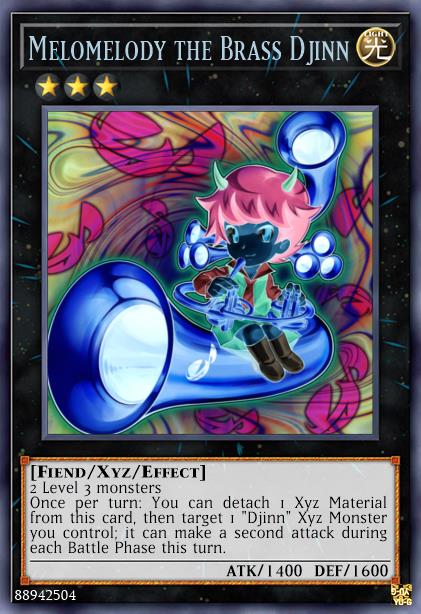 Melomelody the Brass Djinn
LIGHT
光
[Fiend/Xyz/Effect]
2 Level 3 monsters
Once per turn: You can detach 1 Xyz Material
from this card, then target 1 "Djinn" Xyz Monster
you control; it can make a second attack during
each Battle Phase this turn.
ATK/1400 DEF/1600
88942504